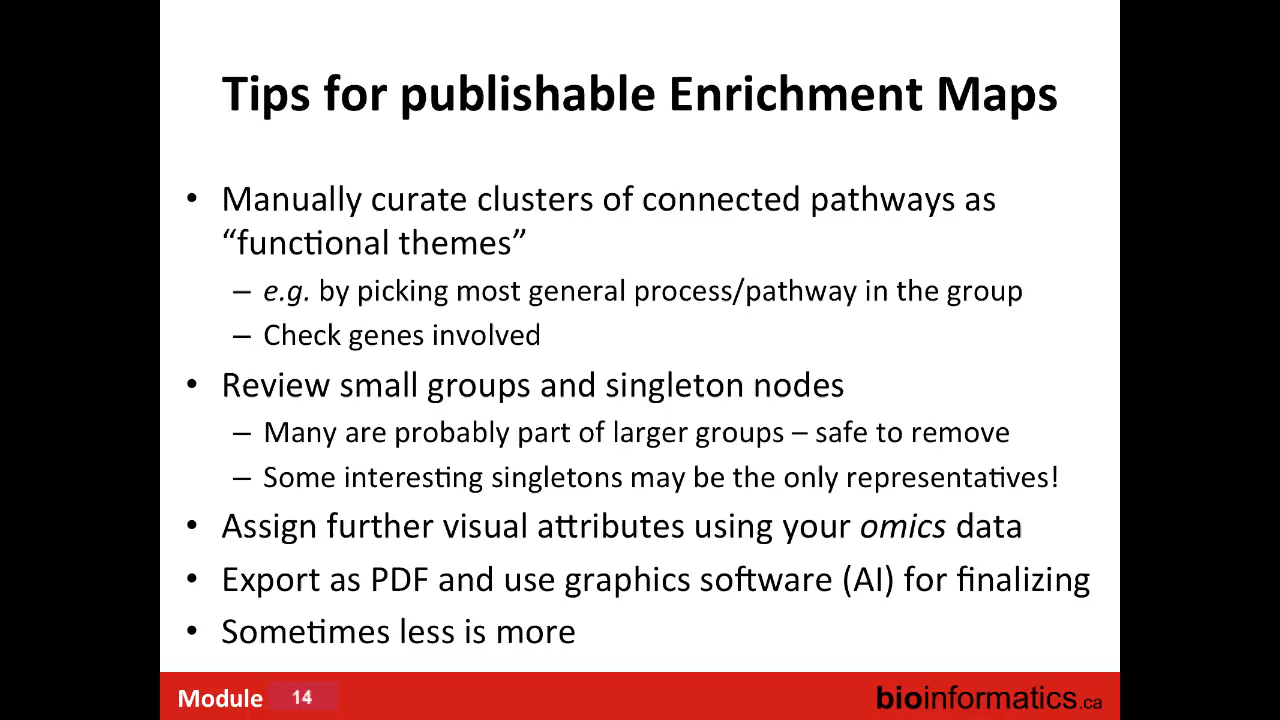 Tips for publishable Enrichment Maps
• Manually curate clusters of connected pathways as
“functional themes”
– e.g. by picking most general process/pathway in the group
– Check genes involved
• Review small groups and singleton nodes
– Many are probably part of larger groups – safe to remove
– Some interesting singletons may be the only representatives!
• Assign further visual attributes using your omics data
• Export as PDF and use graphics software (AI) for finalizing
• Sometimes less is more
Module 14
bioinformatics.ca